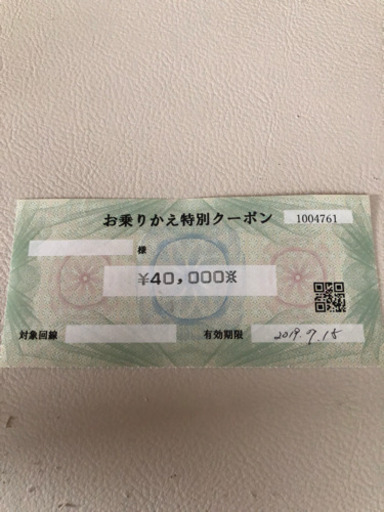 お乗りかえ特別クーポン 1004761
様
¥40,000※
対象回線 有効期限 2019.7.15